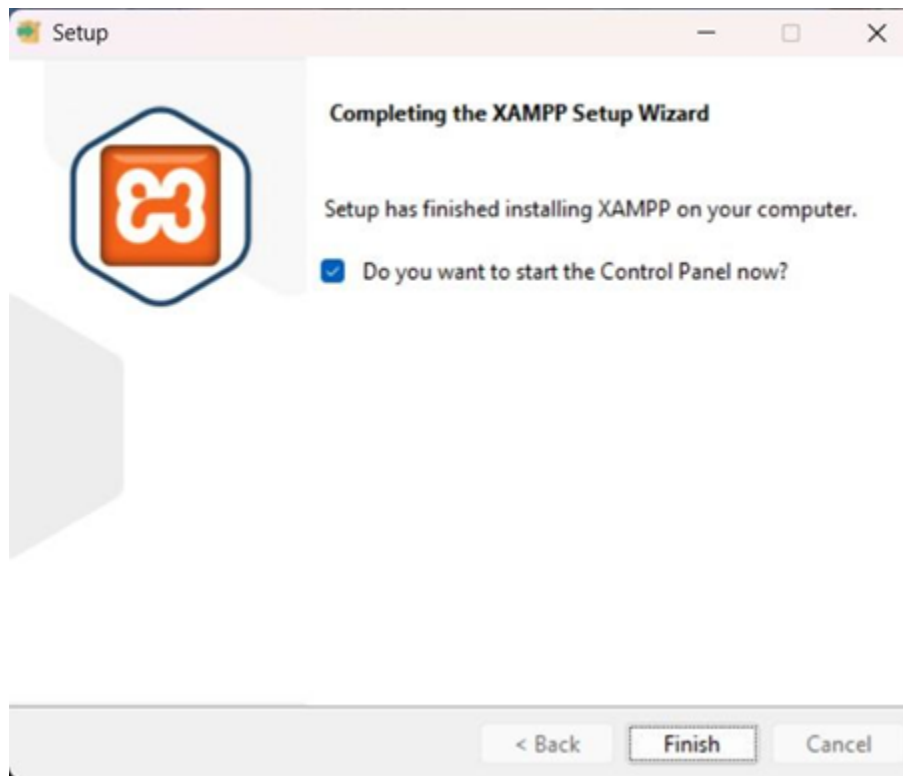 Setup
Completing the XAMPP Setup Wizard
Setup has finished installing XAMPP on your computer.
Do you want to start the Control Panel now?
< Back Finish Cancel